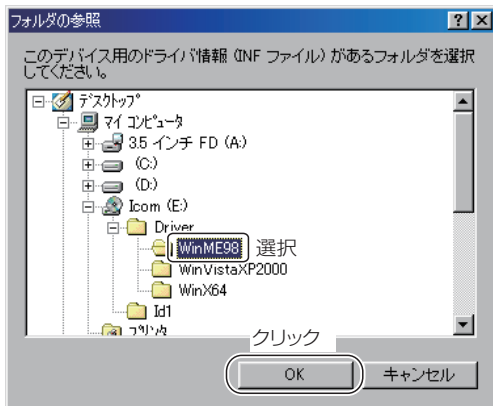 フォルダの参照
このデバイス用のドライバ情報 (INF ファイル) があるフォルダを選択
してください。
デスクトップ
マイ コンピュータ
3.5 インチ FD (A:)
(C:)
(D:)
Icom (E:)
Driver
WinME98 選択
WinVistaXP2000
WinX64
Id1
プリンタ
クリック
OK キャンセル